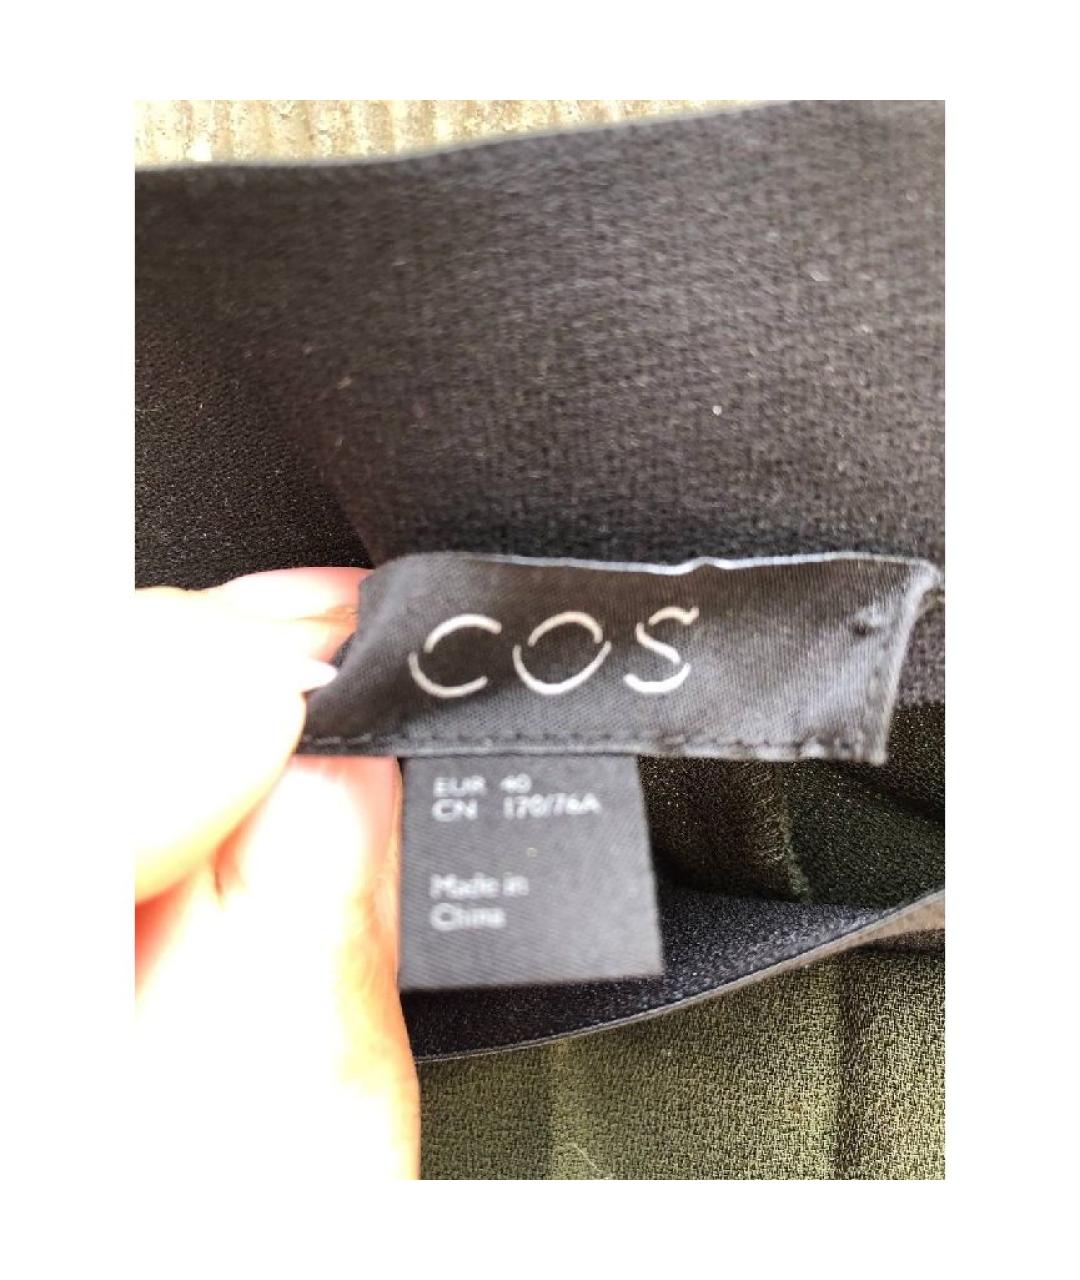 COS
EUR 40
CN 170/76A
Made in
China